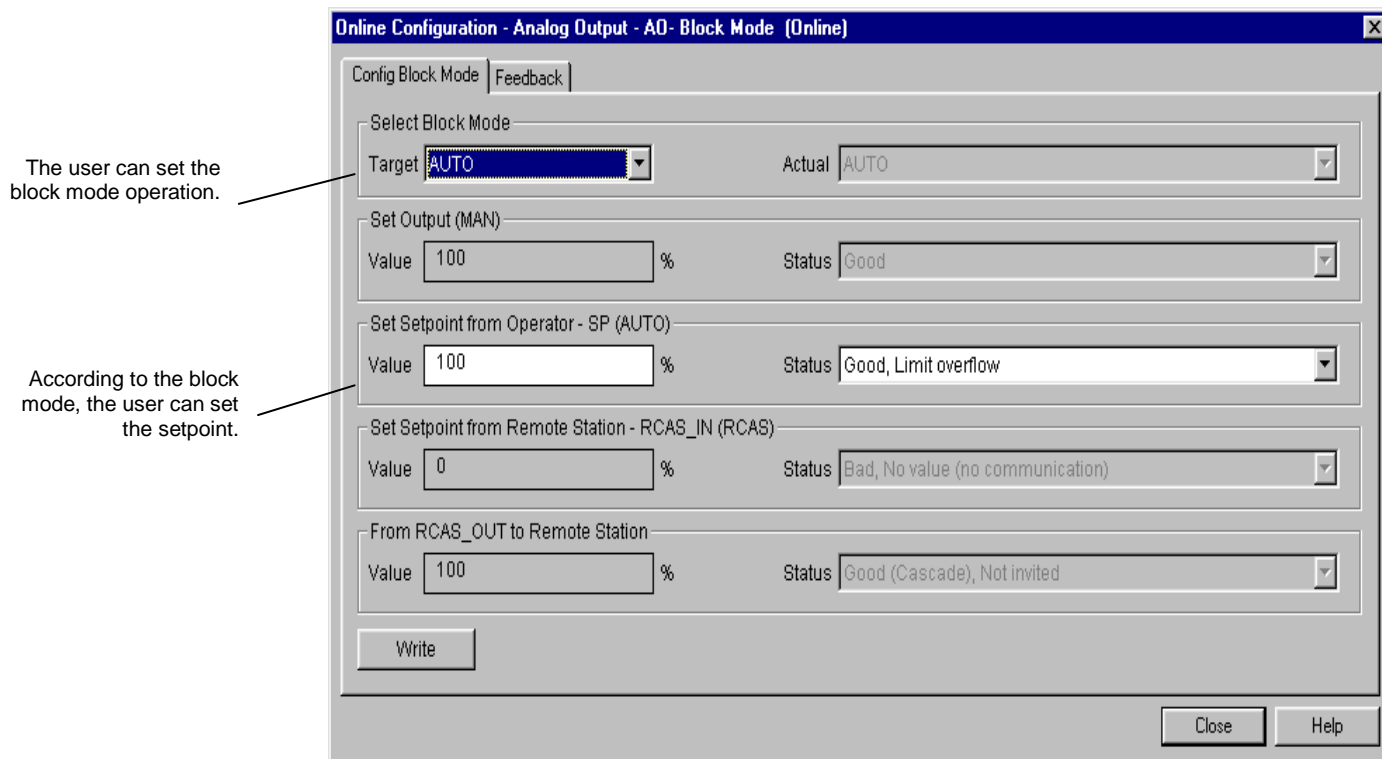 Online Configuration - Analog Output - AO- Block Mode (Online)
Config Block Mode
Feedback
Select Block Mode
Target AUTO
Actual AUTO
The user can set the
block mode operation.
Set Output (MAN)
Value 100 %
Status Good
Set Setpoint from Operator - SP (AUTO)
Value 100 %
Status Good, Limit overflow
According to the block
mode, the user can set
the setpoint.
Set Setpoint from Remote Station - RCAS_IN (RCAS)
Value 0 %
Status Bad, No value (no communication)
From RCAS_OUT to Remote Station
Value 100 %
Status Good (Cascade), Not invited
Write
Close
Help